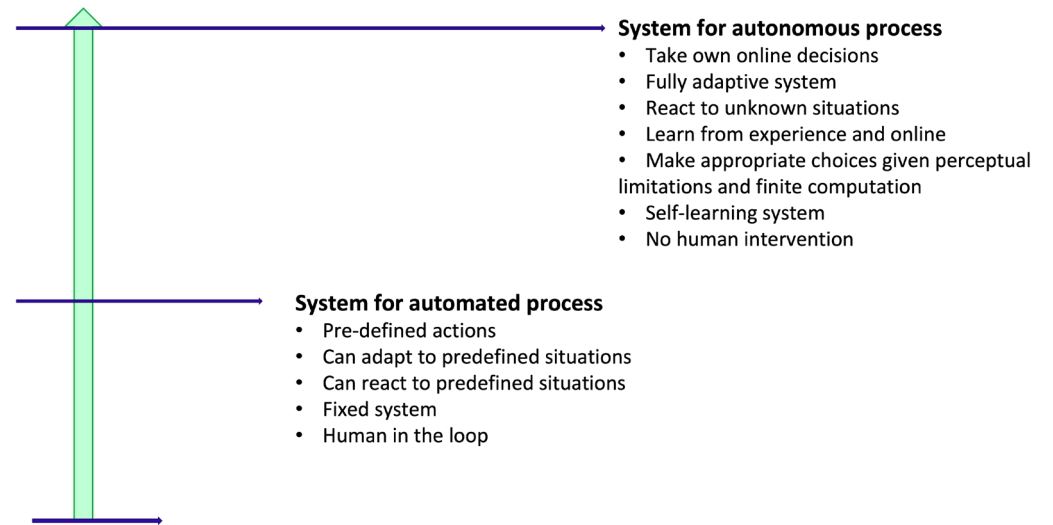 System for autonomous process
• Take own online decisions
• Fully adaptive system
• React to unknown situations
• Learn from experience and online
• Make appropriate choices given perceptual
limitations and finite computation
• Self-learning system
• No human intervention
System for automated process
• Pre-defined actions
• Can adapt to predefined situations
• Can react to predefined situations
• Fixed system
• Human in the loop